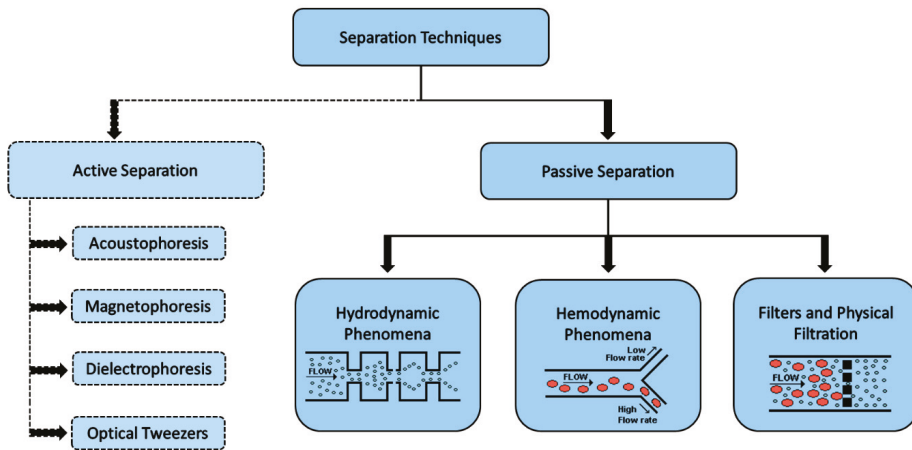 Separation Techniques
Active Separation
Passive Separation
Acoustophoresis
Magnetophoresis
Dielectrophoresis
Optical Tweezers
Hydrodynamic
Phenomena
FLOW
Hemodynamic
Phenomena
Low
Flow rate
FLOW
High
Flow rate
Filters and Physical
Filtration
FLOW